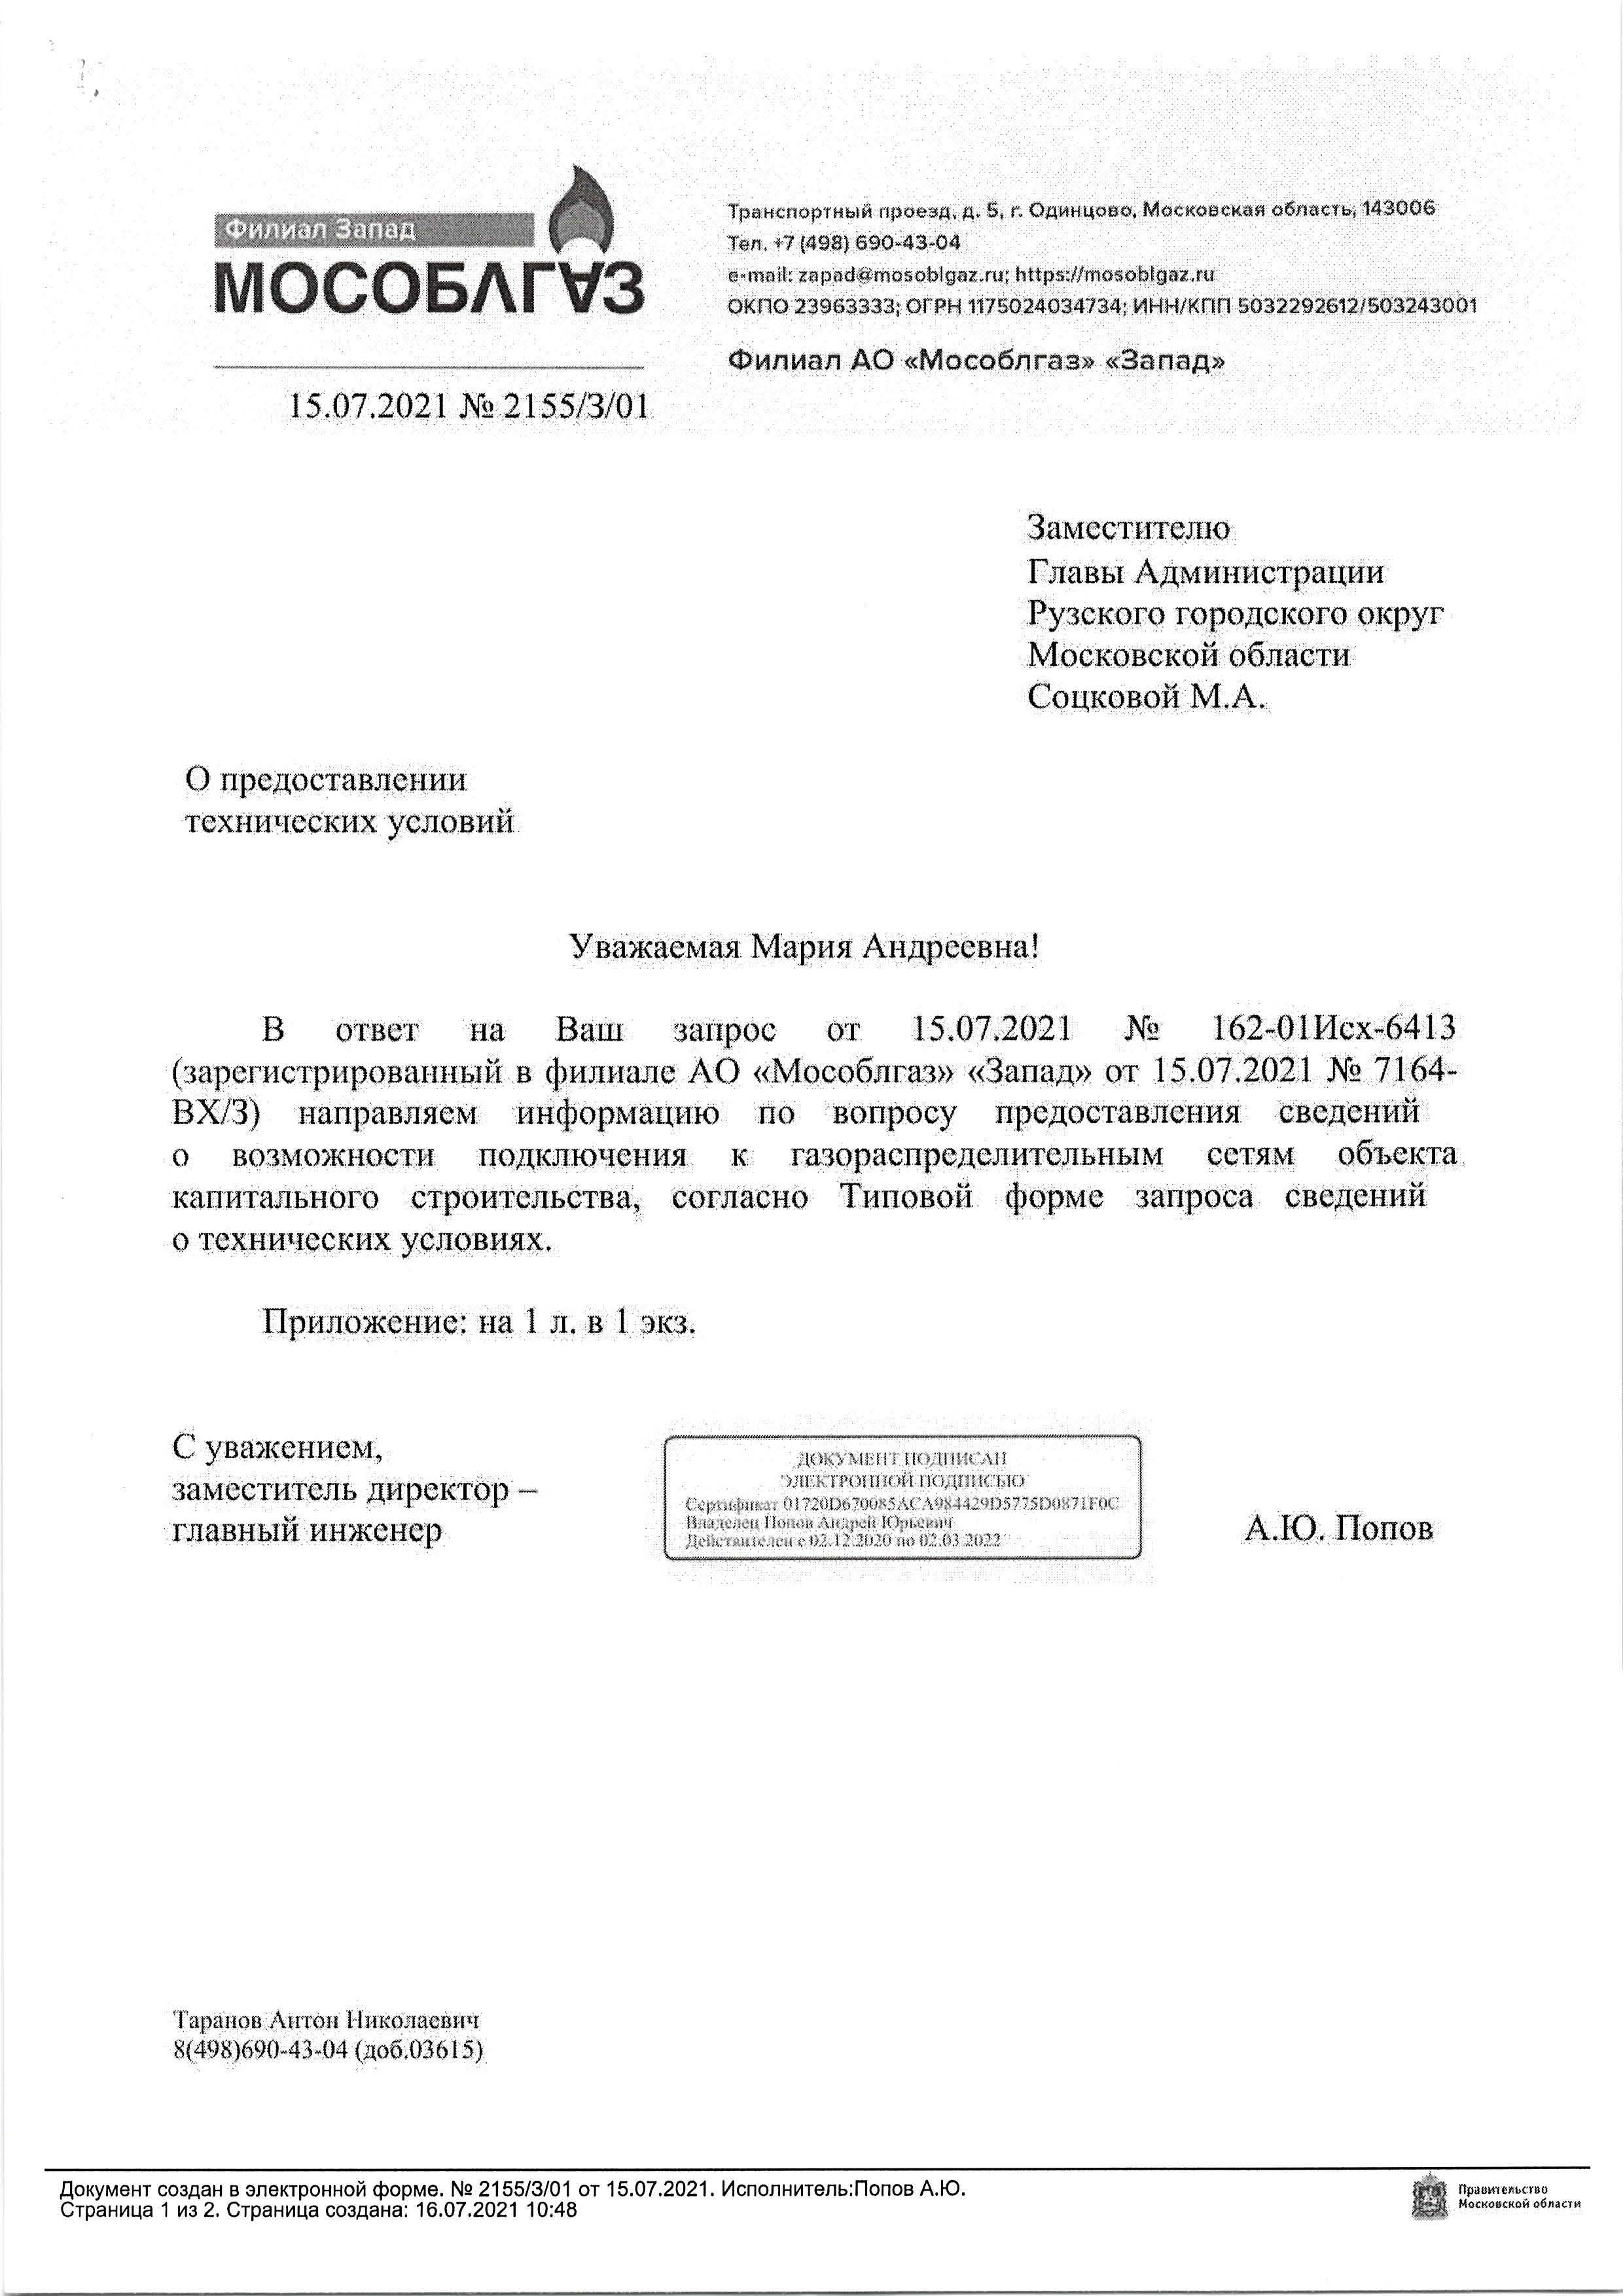 Филиал Запад
МОСОБЛГАЗ
Транспортный проезд, д. 5, г. Одинцово, Московская область, 143006
Тел. +7 (498) 690-43-04
e-mail: zapad@mosoblgaz.ru; https://mosoblgaz.ru
ОКПО 23963333; ОГРН 1175024034734; ИНН/КПП 5032292612/503243001
Филиал АО «Мособлгаз» «Запад»
15.07.2021 № 2155/3/01
Заместителю
Главы Администрации
Рузского городского округ
Московской области
Соцковой М.А.
О предоставлении
технических условий
Уважаемая Мария Андреевна!
В ответ на Ваш запрос от 15.07.2021 № 162-01Исх-6413
(зарегистрированный в филиале АО «Мособлгаз» «Запад» от 15.07.2021 № 7164-
ВХ/З) направляем информацию по вопросу предоставления сведений
о возможности подключения к газораспределительным сетям объекта
капитального строительства, согласно Типовой форме запроса сведений
о технических условиях.
Приложение: на 1 л. в 1 экз.
С уважением,
заместитель директор –
главный инженер
ДОКУМЕНТ ПОДПИСАН
ЭЛЕКТРОННОЙ ПОДПИСЬЮ
Сертификат 01720D670085ACA984429D5775D0871F0C
Владелец Попов Андрей Юрьевич
Действителен с 02.12.2020 по 02.03.2022
А.Ю. Попов
Таранов Антон Николаевич
8(498)690-43-04 (доб.03615)
Документ создан в электронной форме. № 2155/3/01 от 15.07.2021. Исполнитель:Попов А.Ю.
Страница 1 из 2. Страница создана: 16.07.2021 10:48
Правительство
Московской области